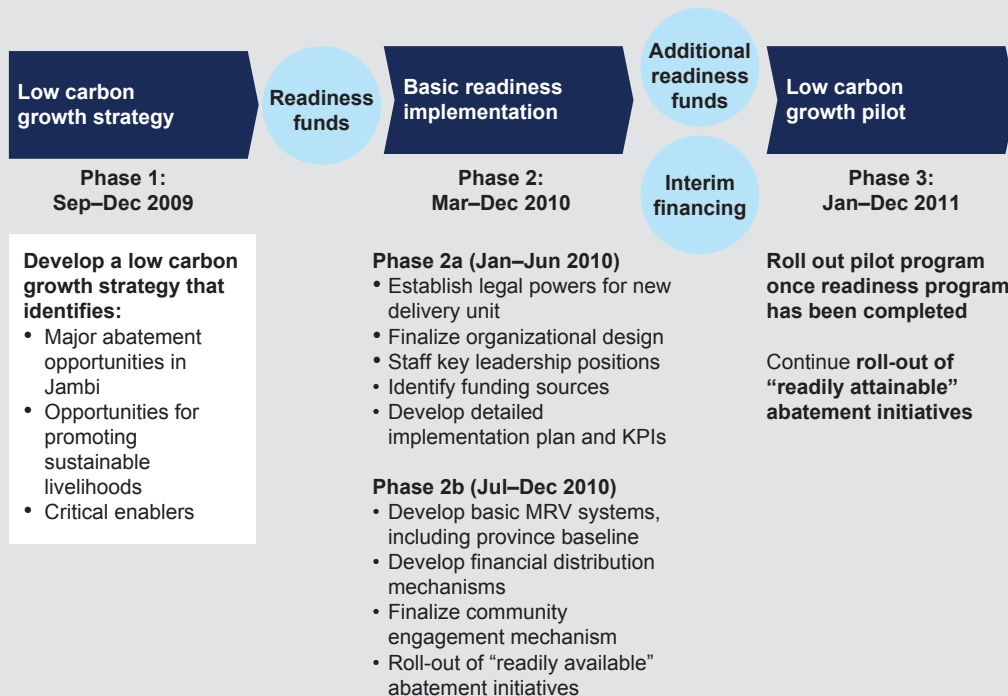 Low carbon
growth strategy
Readiness
funds
Basic readiness
implementation
Additional
readiness
funds
Interim
financing
Low carbon
growth pilot
Phase 1:
Sep–Dec 2009
Develop a low carbon
growth strategy that
identifies:
• Major abatement
opportunities in
Jambi
• Opportunities for
promoting
sustainable
livelihoods
• Critical enablers
Phase 2:
Mar–Dec 2010
Phase 2a (Jan–Jun 2010)
• Establish legal powers for new
delivery unit
• Finalize organizational design
• Staff key leadership positions
• Identify funding sources
• Develop detailed
implementation plan and KPIs
Phase 2b (Jul–Dec 2010)
• Develop basic MRV systems,
including province baseline
• Develop financial distribution
mechanisms
• Finalize community
engagement mechanism
• Roll-out of “readily available”
abatement initiatives
Phase 3:
Jan–Dec 2011
Roll out pilot program
once readiness program
has been completed
Continue roll-out of
“readily attainable”
abatement initiatives